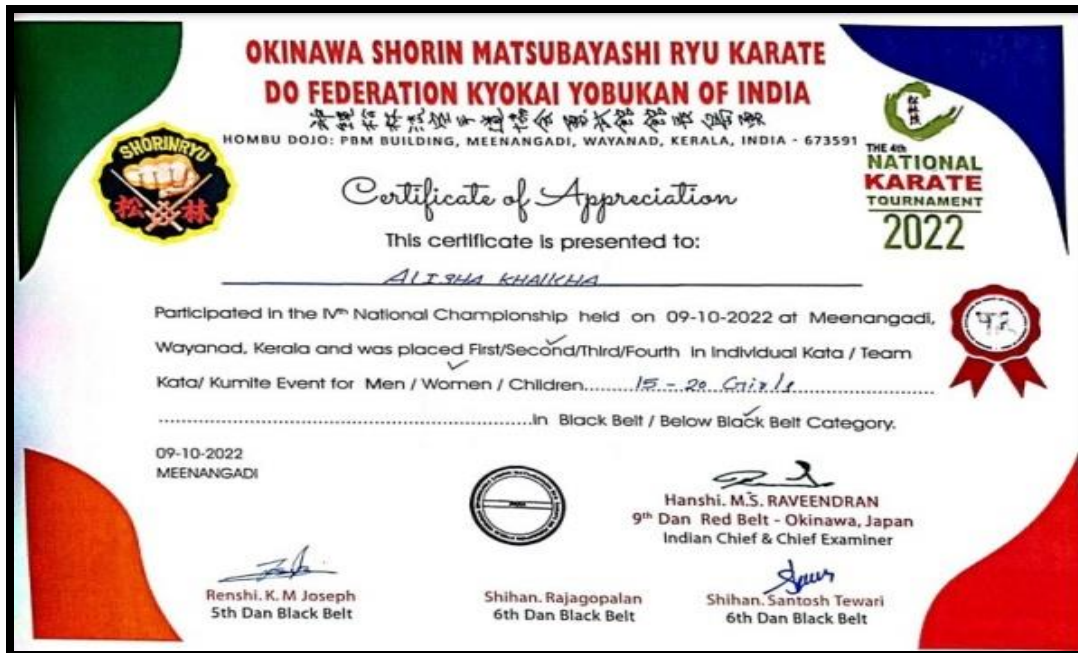 OKINAWA SHORIN MATSUBAYASHI RYU KARATE
DO FEDERATION KYOKAI YOBUKAN OF INDIA
HOMBU DOJO: PBM BUILDING, MEENANGADI, WAYANAD, KERALA, INDIA - 673591
SHORINRYU
松 林
THE 4th
NATIONAL
KARATE
TOURNAMENT
2022
Certificate of Appreciation
This certificate is presented to:
ALISHA KHALKHA
Participated in the IVth National Championship held on 09-10-2022 at Meenangadi,
Wayanad, Kerala and was placed First/Second/Third/Fourth in Individual Kata / Team
Kata/ Kumite Event for Men / Women / Children......15 - 20 Girls......
......in Black Belt / Below Black Belt Category.
09-10-2022
MEENANGADI
Hanshi. M.S. RAVEENDRAN
9th Dan Red Belt - Okinawa, Japan
Indian Chief & Chief Examiner
Renshi. K. M Joseph
5th Dan Black Belt
Shihan. Rajagopalan
6th Dan Black Belt
Shihan. Santosh Tewari
6th Dan Black Belt